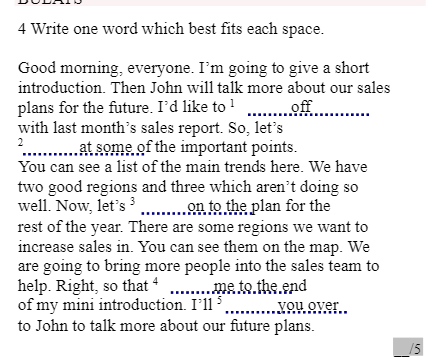 BULATS
4 Write one word which best fits each space.
Good morning, everyone. I’m going to give a short
introduction. Then John will talk more about our sales
plans for the future. I’d like to ¹ ..............off..............
with last month’s sales report. So, let’s
²..............at some of the important points.
You can see a list of the main trends here. We have
two good regions and three which aren’t doing so
well. Now, let’s ³ ..............on to the plan for the
rest of the year. There are some regions we want to
increase sales in. You can see them on the map. We
are going to bring more people into the sales team to
help. Right, so that ⁴ ..............me to the end
of my mini introduction. I’ll ⁵..............you over..
to John to talk more about our future plans.
__/5